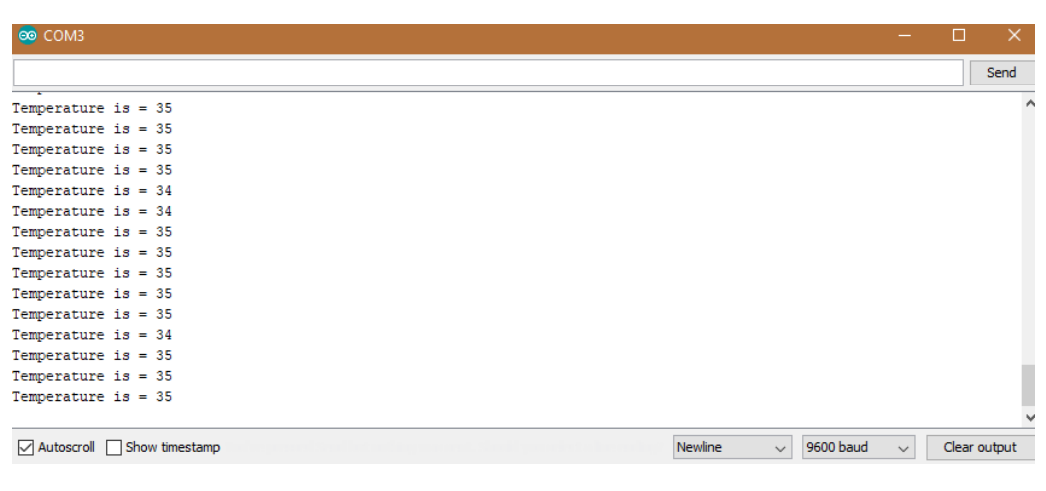 COM3
Send
Temperature is = 35
Temperature is = 35
Temperature is = 35
Temperature is = 35
Temperature is = 34
Temperature is = 34
Temperature is = 35
Temperature is = 35
Temperature is = 35
Temperature is = 35
Temperature is = 35
Temperature is = 34
Temperature is = 35
Temperature is = 35
Temperature is = 35
Autoscroll Show timestamp Newline 9600 baud Clear output